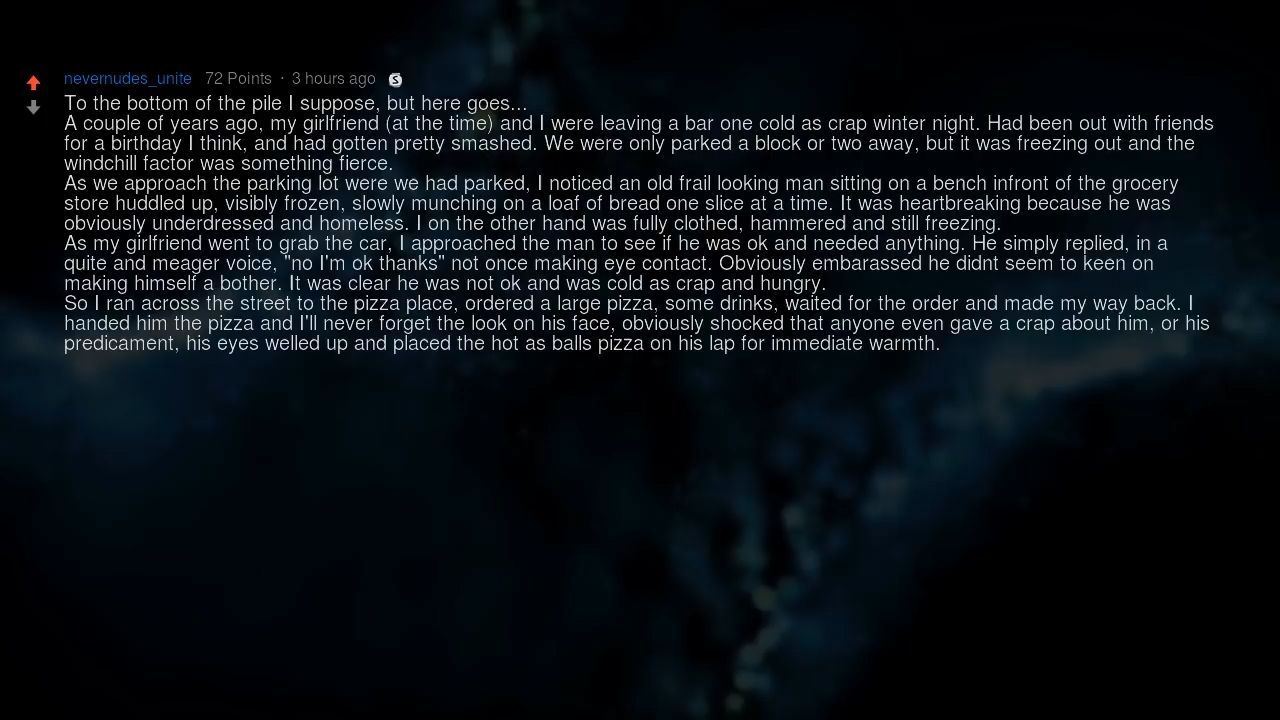 nevernudes_unite 72 Points · 3 hours ago S
To the bottom of the pile I suppose, but here goes...
A couple of years ago, my girlfriend (at the time) and I were leaving a bar one cold as crap winter night. Had been out with friends
for a birthday I think, and had gotten pretty smashed. We were only parked a block or two away, but it was freezing out and the
windchill factor was something fierce.
As we approach the parking lot were we had parked, I noticed an old frail looking man sitting on a bench infront of the grocery
store huddled up, visibly frozen, slowly munching on a loaf of bread one slice at a time. It was heartbreaking because he was
obviously underdressed and homeless. I on the other hand was fully clothed, hammered and still freezing.
As my girlfriend went to grab the car, I approached the man to see if he was ok and needed anything. He simply replied, in a
quite and meager voice, "no I'm ok thanks" not once making eye contact. Obviously embarassed he didnt seem to keen on
making himself a bother. It was clear he was not ok and was cold as crap and hungry.
So I ran across the street to the pizza place, ordered a large pizza, some drinks, waited for the order and made my way back. I
handed him the pizza and I'll never forget the look on his face, obviously shocked that anyone even gave a crap about him, or his
predicament, his eyes welled up and placed the hot as balls pizza on his lap for immediate warmth.